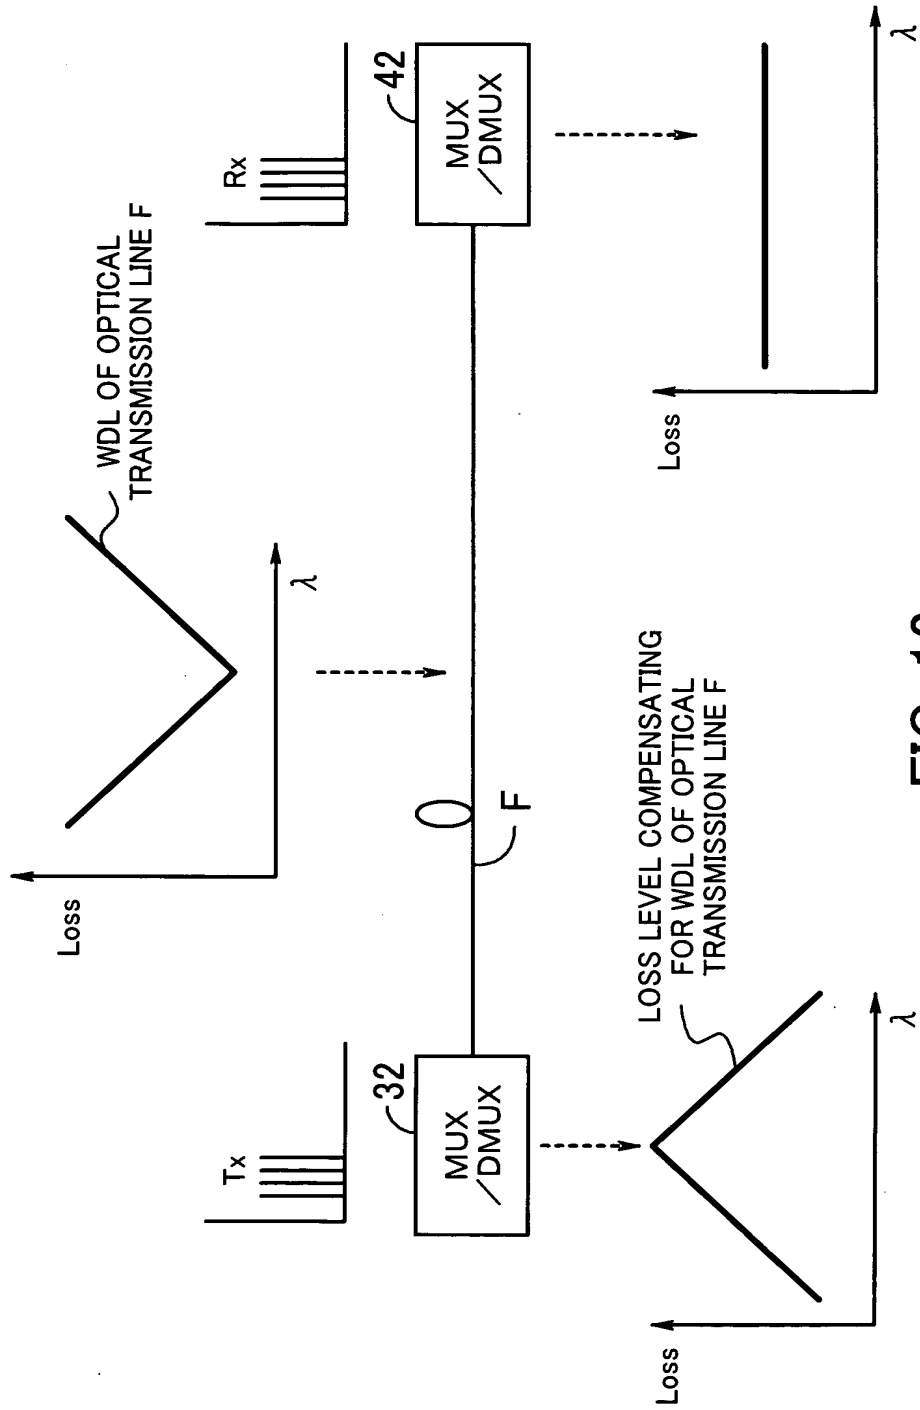 Loss
WDL OF OPTICAL
TRANSMISSION LINE F
λ
Tx
Rx
32
42
MUX
/DMUX
F
MUX
/DMUX
LOSS LEVEL COMPENSATING
FOR WDL OF OPTICAL
TRANSMISSION LINE F
Loss
λ
Loss
λ
FIG.